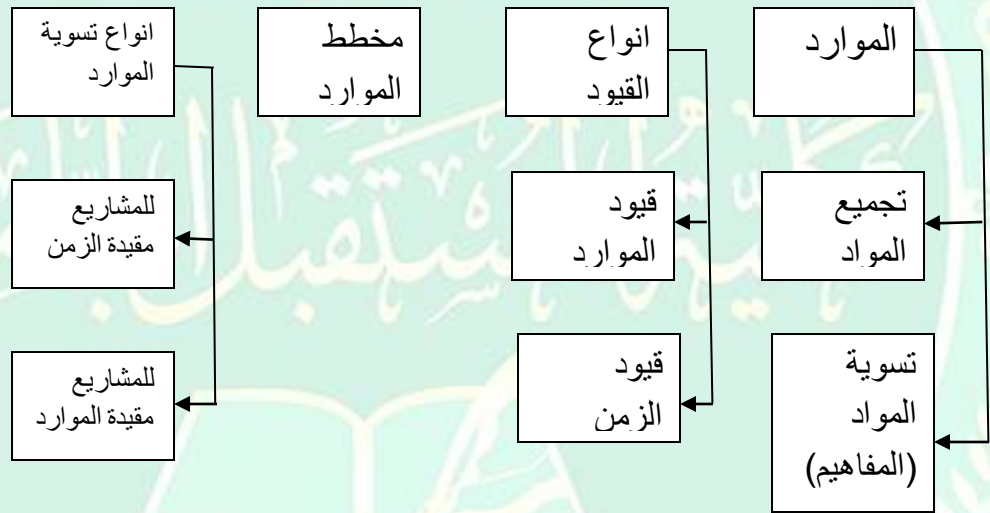 الموارد
تجميع
المواد
تسوية
المواد
(المفاهيم)
انواع
القيود
قيود
الموارد
قيود
الزمن
مخطط
الموارد
انواع تسوية
الموارد
للمشاريع
مقيدة الزمن
للمشاريع
مقيدة الموارد